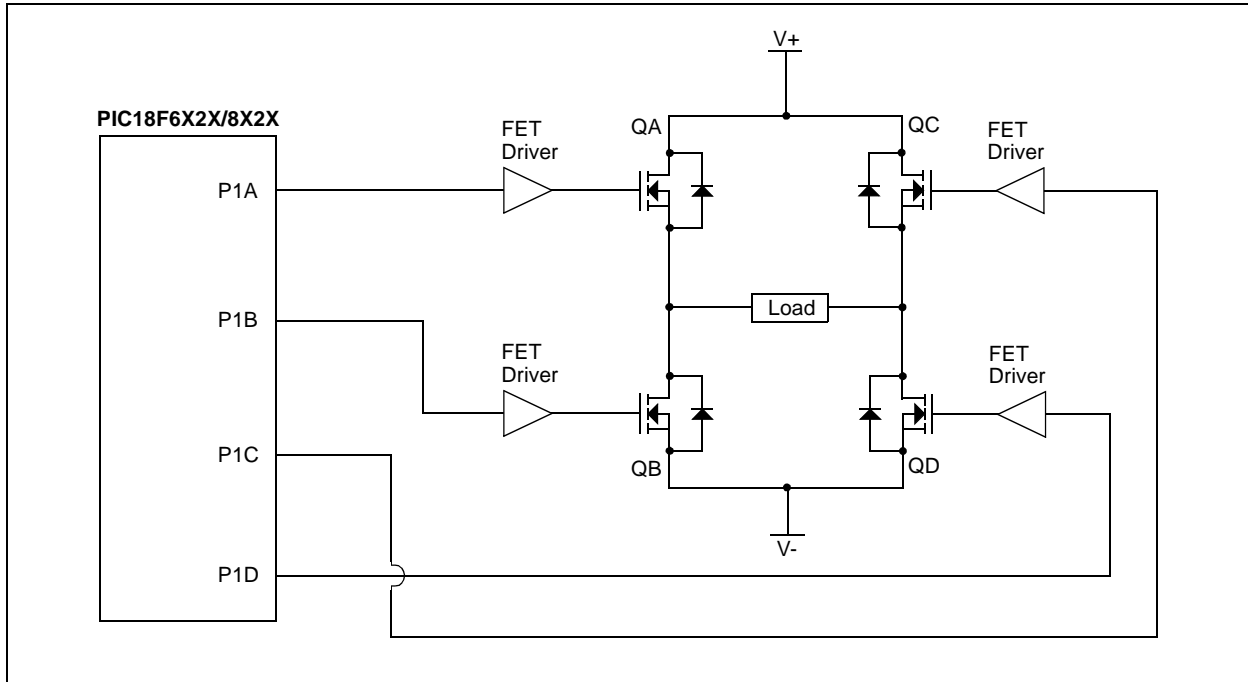 V+
PIC18F6X2X/8X2X
FET
Driver
QA
QC
FET
Driver
P1A
P1B
Load
FET
Driver
FET
Driver
P1C
QB
QD
V-
P1D